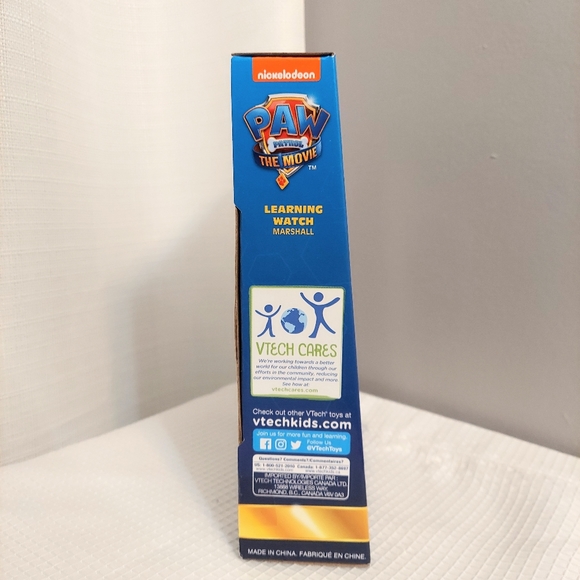 nickelodeon
PAW
PATROL
THE MOVIE
TM
LEARNING
WATCH
MARSHALL
VTECH CARES
We're working towards a better
world for our children through our
efforts in the community, reducing
our environmental impact and more.
See how at:
vtechcares.com
Check out other VTech® toys at
vtechkids.com
Join us for more fun and learning.
Follow Us
@VTechToys
Questions? Comments?/Commentaires?
IMPORTED BY/IMPORTÉ PAR :
VTECH TECHNOLOGIES CANADA LTD.
13888 WIRELESS WAY,
RICHMOND, B.C., CANADA V6V 0A3
MADE IN CHINA. FABRIQUÉ EN CHINE.